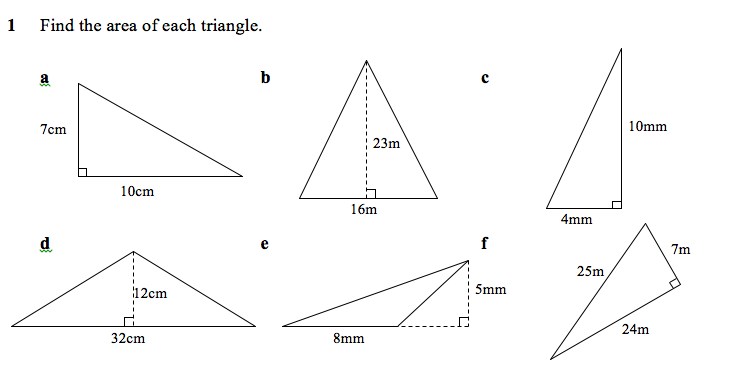 1 Find the area of each triangle.
a b c
7cm 23m 10mm
10cm 16m 4mm
d e f
12cm 5mm 25m 7m
32cm 8mm 24m